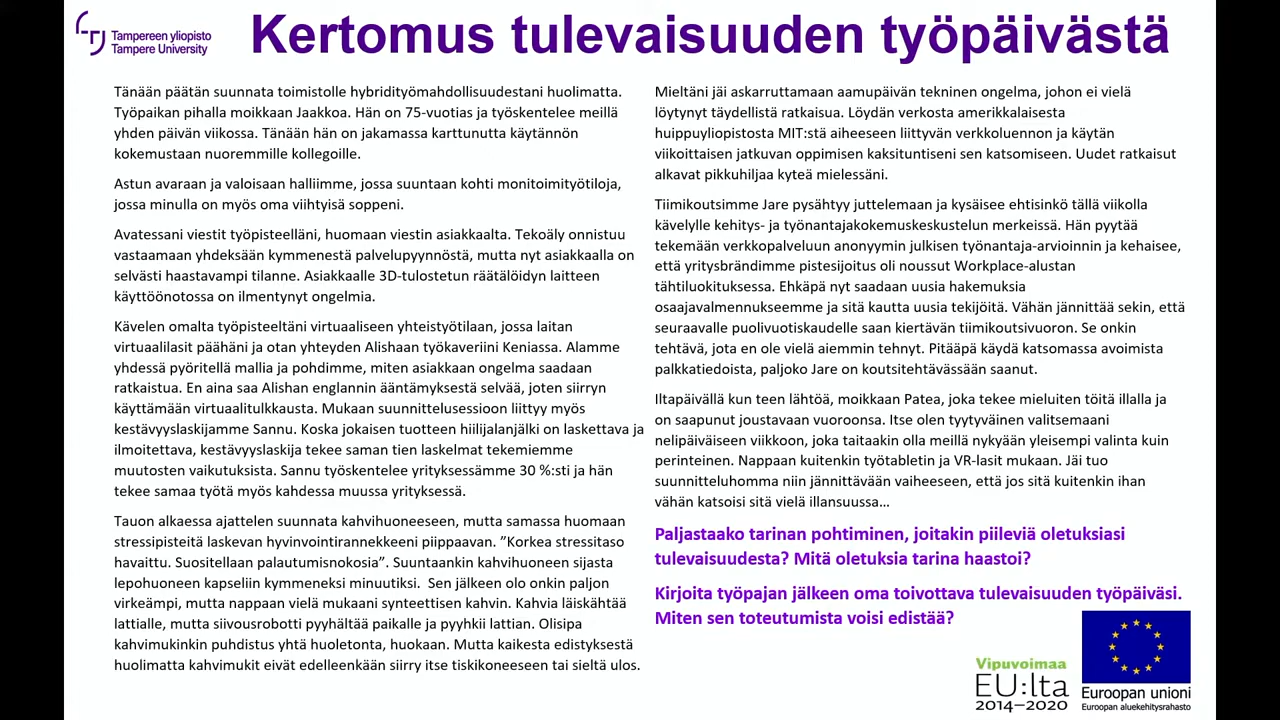 Tampereen yliopisto
Tampere University
Kertomus tulevaisuuden työpäivästä
Tänään päätän suunnata toimistolle hybridityömahdollisuudestani huolimatta.
Työpaikan pihalla moikkaan Jaakkoa. Hän on 75-vuotias ja työskentelee meillä
yhden päivän viikossa. Tänään hän on jakamassa karttunutta käytännön
kokemustaan nuoremmille kollegoille.
Astun avaraan ja valoisaan halliimme, jossa suuntaan kohti monitoimityötiloja,
jossa minulla on myös oma viihtyisä soppeni.
Avatessani viestit työpisteelläni, huomaan viestin asiakkaalta. Tekoäly onnistuu
vastaamaan yhdeksään kymmenestä palvelupyynnöstä, mutta nyt asiakkaalla on
selvästi haastavampi tilanne. Asiakkaalle 3D-tulostetun räätälöidyn laitteen
käyttöönotossa on ilmentynyt ongelmia.
Kävelen omalta työpisteeltäni virtuaaliseen yhteistyötilaan, jossa laitan
virtuaalilasit päähäni ja otan yhteyden Alishaan työkaveriini Keniassa. Alamme
yhdessä pyöritellä mallia ja pohdimme, miten asiakkaan ongelma saadaan
ratkaistua. En aina saa Alishan englannin ääntämyksestä selvää, joten siirryn
käyttämään virtuaalitulkkausta. Mukaan suunnittelusessioon liittyy myös
kestävyyslaskijamme Sannu. Koska jokaisen tuotteen hiilijalanjälki on laskettava ja
ilmoitettava, kestävyyslaskija tekee saman tien laskelmat tekemiemme
muutosten vaikutuksista. Sannu työskentelee yrityksessämme 30 %:sti ja hän
tekee samaa työtä myös kahdessa muussa yrityksessä.
Tauon alkaessa ajattelen suunnata kahvihuoneeseen, mutta samassa huomaan
stressipisteitä laskevan hyvinvointirannekkeeni piippaavan. ”Korkea stressitaso
havaittu. Suositellaan palautumisnokosia”. Suuntaankin kahvihuoneen sijasta
lepohuoneen kapseliin kymmeneksi minuutiksi. Sen jälkeen olo onkin paljon
virkeämpi, mutta nappaan vielä mukaani synteettisen kahvin. Kahvia läiskähtää
lattialle, mutta siivousrobotti pyyhältää paikalle ja pyyhkii lattian. Olisipa
kahvimukinkin puhdistus yhtä huoletonta, huokaan. Mutta kaikesta edistyksestä
huolimatta kahvimukit eivät edelleenkään siirry itse tiskikoneeseen tai sieltä ulos.
Mieltäni jäi askarruttamaan aamupäivän tekninen ongelma, johon ei vielä
löytynyt täydellistä ratkaisua. Löydän verkosta amerikkalaisesta
huippuyliopistosta MIT:stä aiheeseen liittyvän verkkoluennon ja käytän
viikoittaisen jatkuvan oppimisen kaksituntiseni sen katsomiseen. Uudet ratkaisut
alkavat pikkuhiljaa kyteä mielessäni.
Tiimikoutsimme Jare pysähtyy juttelemaan ja kysäisee ehtisinkö tällä viikolla
kävelylle kehitys- ja työnantajakokemuskeskustelun merkeissä. Hän pyytää
tekemään verkkopalveluun anonyymin julkisen työnantaja-arvioinnin ja kehaisee,
että yritysbrändimme pistesijoitus oli noussut Workplace-alustan
tähtiluokituksessa. Ehkäpä nyt saadaan uusia hakemuksia
osaajavalmennukseemme ja sitä kautta uusia tekijöitä. Vähän jännittää sekin, että
seuraavalle puolivuotiskaudelle saan kiertävän tiimikoutsivuoron. Se onkin
tehtävä, jota en ole vielä aiemmin tehnyt. Pitääpä käydä katsomassa avoimista
palkkatiedoista, paljoko Jare on koutsitehtävässään saanut.
Iltapäivällä kun teen lähtöä, moikkaan Patea, joka tekee mieluiten töitä illalla ja
on saapunut joustavaan vuoroonsa. Itse olen tyytyväinen valitsemaani
nelipäiväiseen viikkoon, joka taitaakin olla meillä nykyään yleisempi valinta kuin
perinteinen. Nappaan kuitenkin työtabletin ja VR-lasit mukaan. Jäi tuo
suunnitteluhomma niin jännittävään vaiheeseen, että jos sitä kuitenkin ihan
vähän katsoisi sitä vielä illansuussa…
Paljastaako tarinan pohtiminen, joitakin piileviä oletuksiasi
tulevaisuudesta? Mitä oletuksia tarina haastoi?
Kirjoita työpajan jälkeen oma toivottava tulevaisuuden työpäiväsi.
Miten sen toteutumista voisi edistää?
Vipuvoimaa
EU:lta
2014–2020
Euroopan unioni
Euroopan aluekehitysrahasto